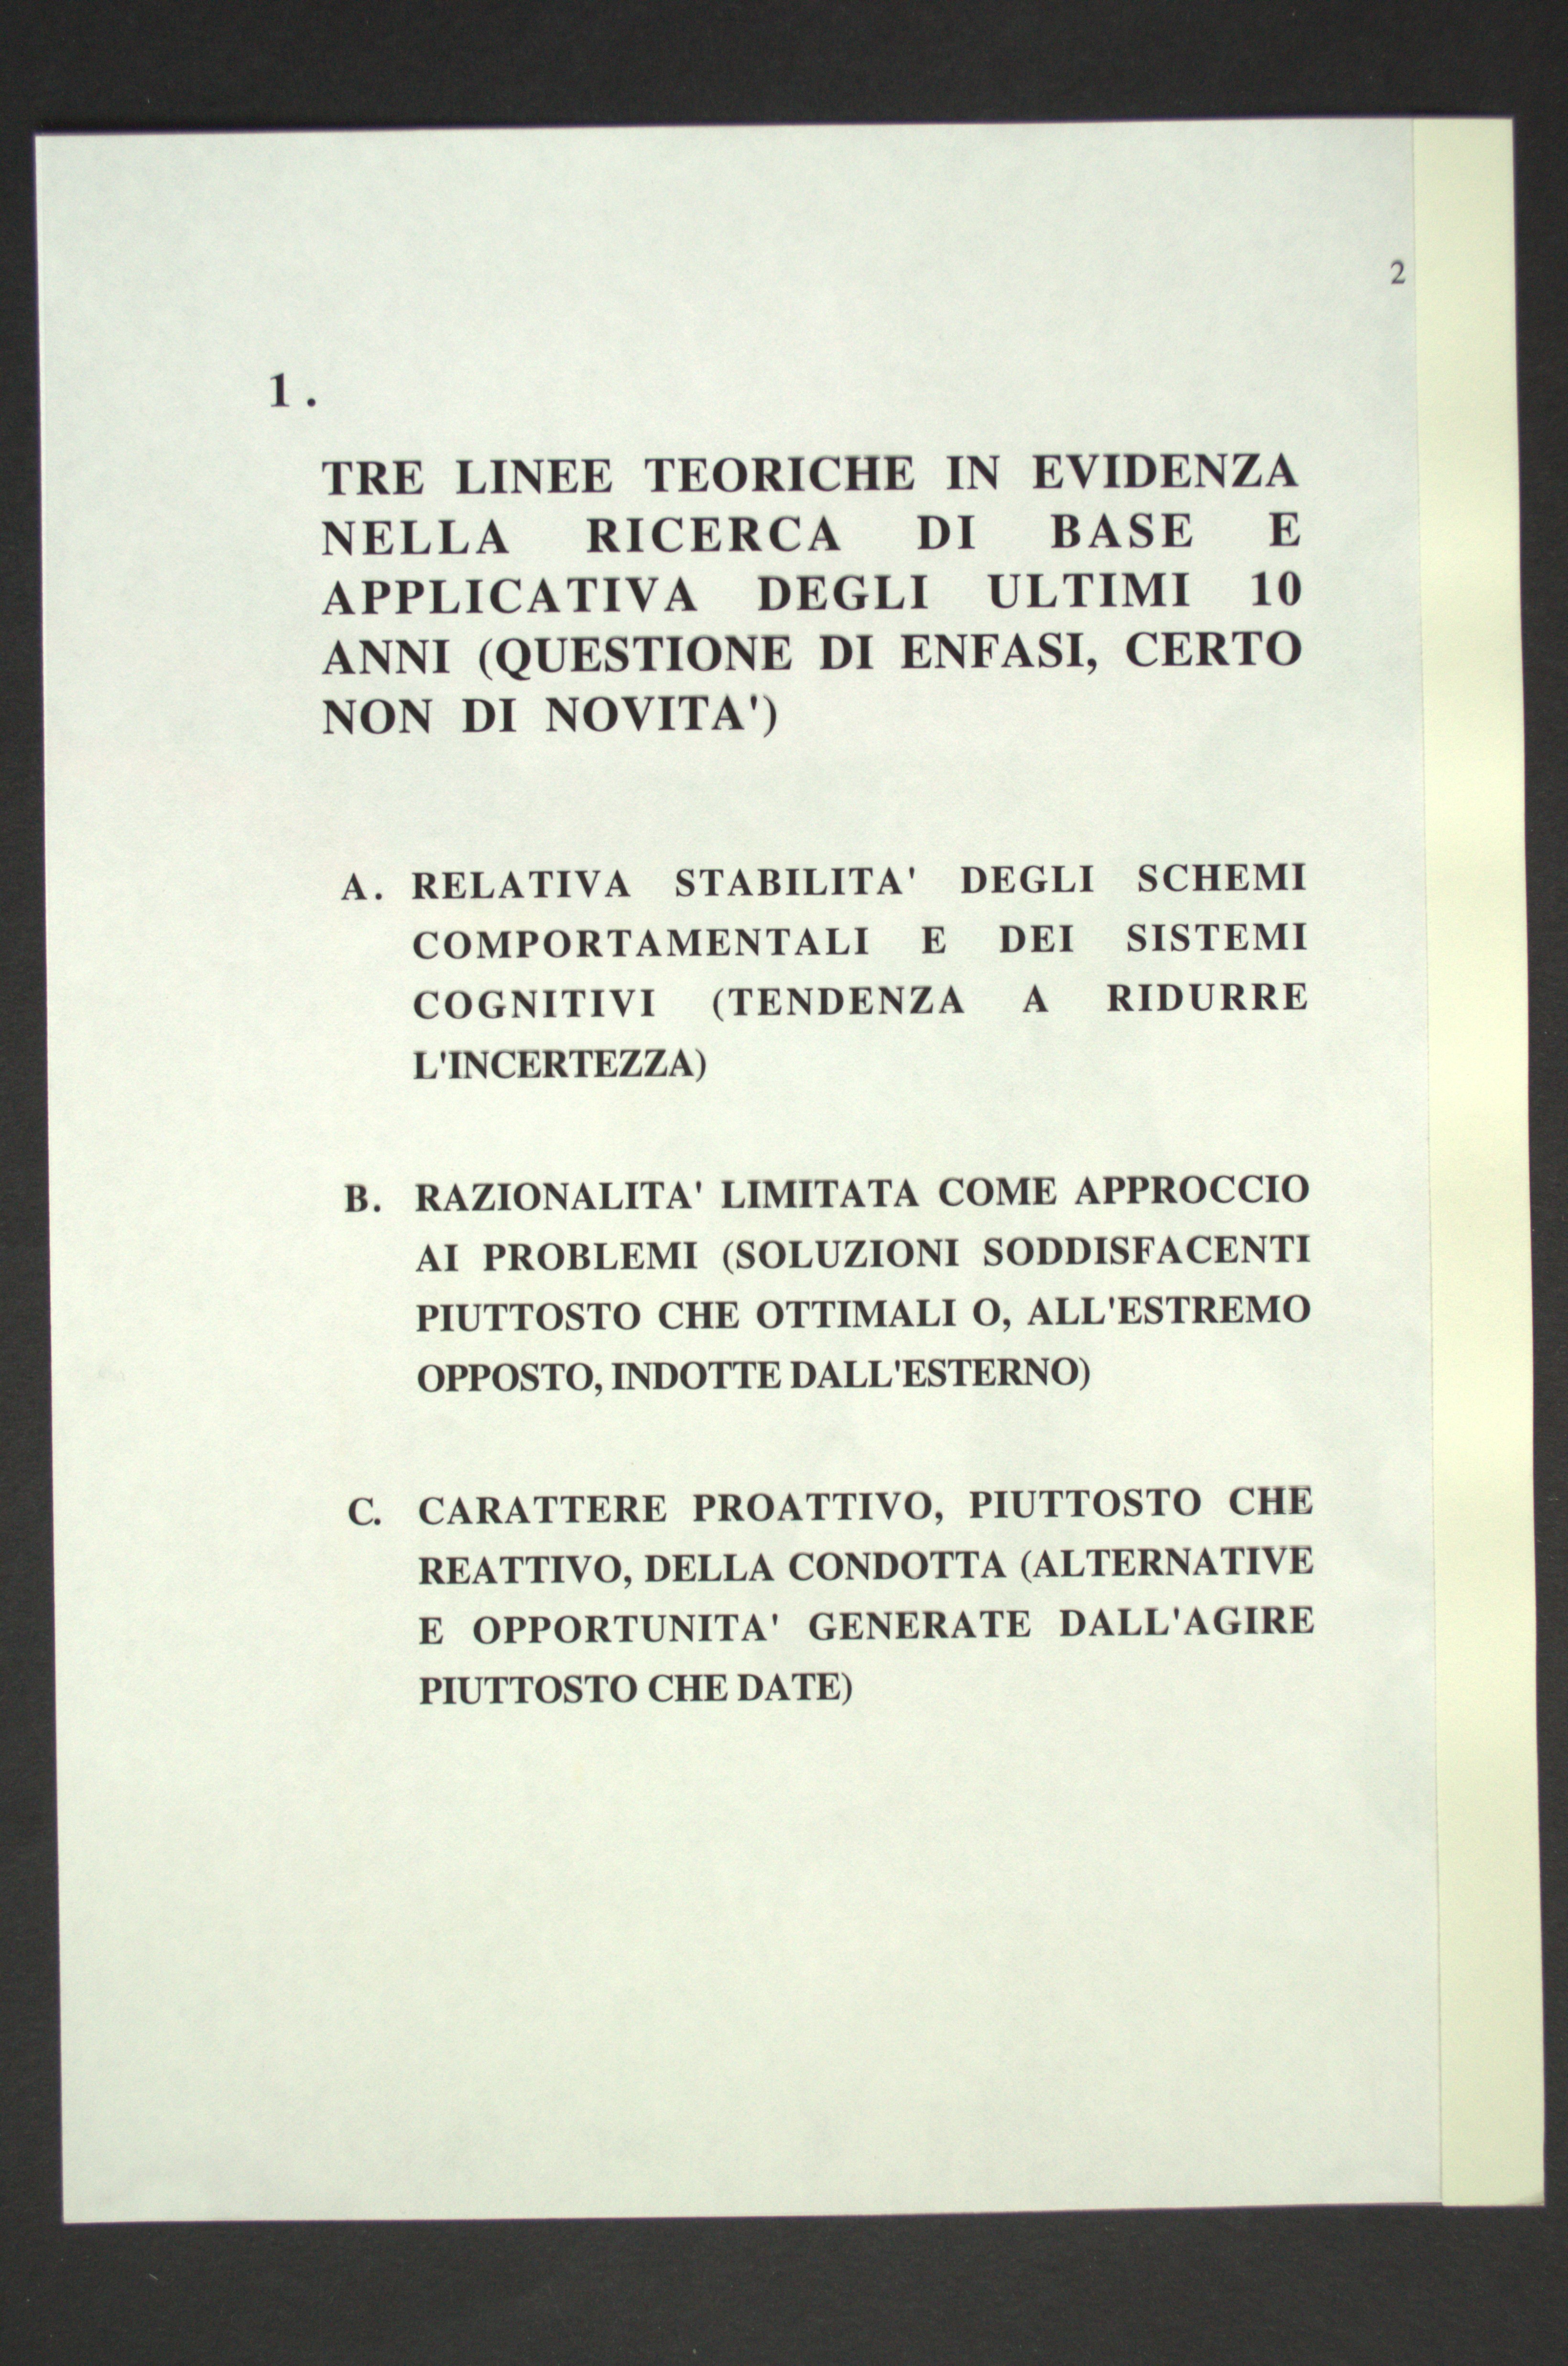 2
1.
TRE LINEE TEORICHE IN EVIDENZA
NELLA RICERCA DI BASE E
APPLICATIVA DEGLI ULTIMI 10
ANNI (QUESTIONE DI ENFASI, CERTO
NON DI NOVITA')
A. RELATIVA STABILITA' DEGLI SCHEMI
COMPORTAMENTALI E DEI SISTEMI
COGNITIVI (TENDENZA A RIDURRE
L'INCERTEZZA)
B. RAZIONALITA' LIMITATA COME APPROCCIO
AI PROBLEMI (SOLUZIONI SODDISFACENTI
PIUTTOSTO CHE OTTIMALI O, ALL'ESTREMO
OPPOSTO, INDOTTE DALL'ESTERNO)
C. CARATTERE PROATTIVO, PIUTTOSTO CHE
REATTIVO, DELLA CONDOTTA (ALTERNATIVE
E OPPORTUNITA' GENERATE DALL'AGIRE
PIUTTOSTO CHE DATE)